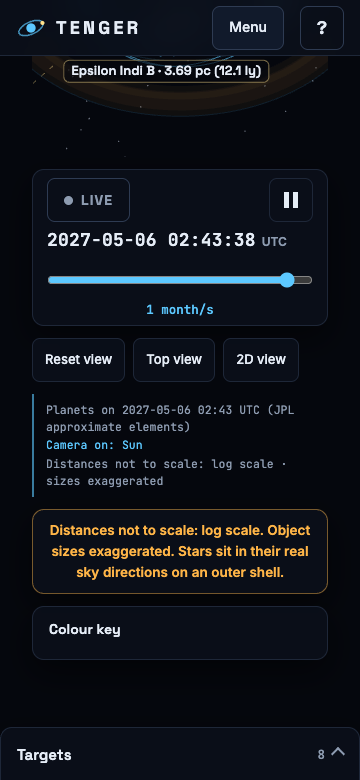 TENGER
Menu
?
Epsilon Indi B · 3.69 pc (12.1 ly)
LIVE
2027-05-06 02:43:38 UTC
1 month/s
Reset view
Top view
2D view
Planets on 2027-05-06 02:43 UTC (JPL
approximate elements)
Camera on: Sun
Distances not to scale: log scale ·
sizes exaggerated
Distances not to scale: log scale. Object
sizes exaggerated. Stars sit in their real
sky directions on an outer shell.
Colour key
Targets
8